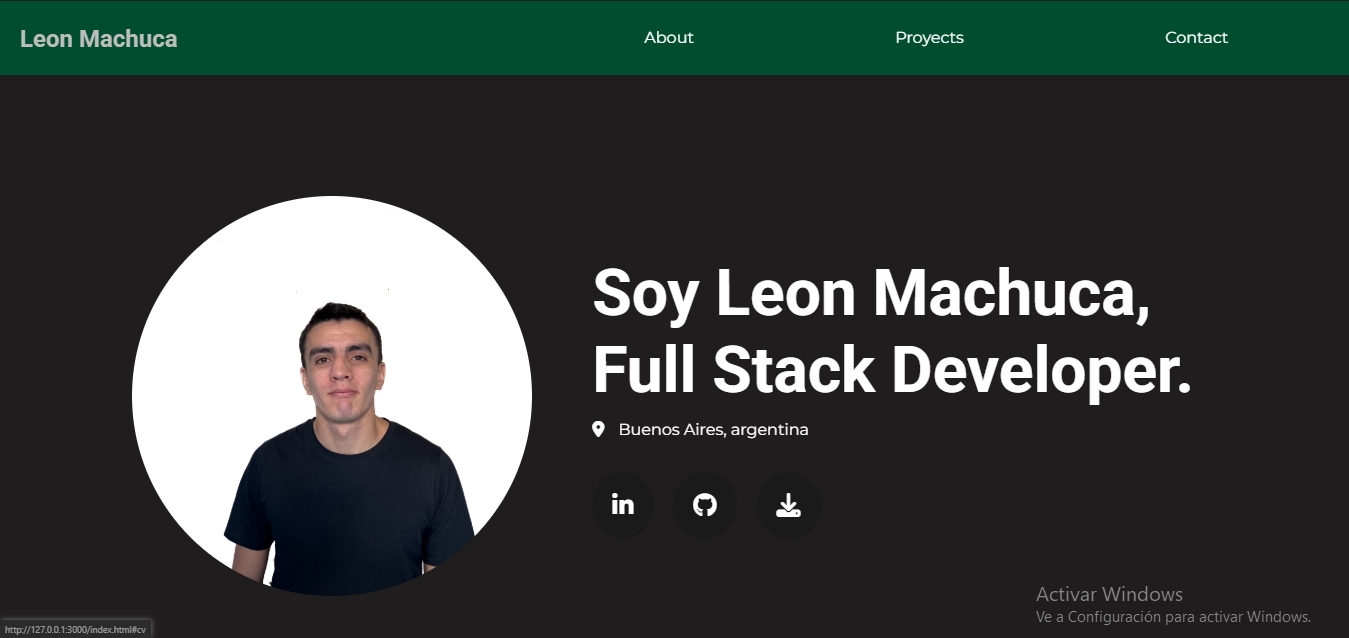 Leon Machuca
About
Proyects
Contact
Soy Leon Machuca,
Full Stack Developer.
Buenos Aires, argentina
in
Activar Windows
Ve a Configuración para activar Windows.
http://127.0.0.1:3000/index.html#cv